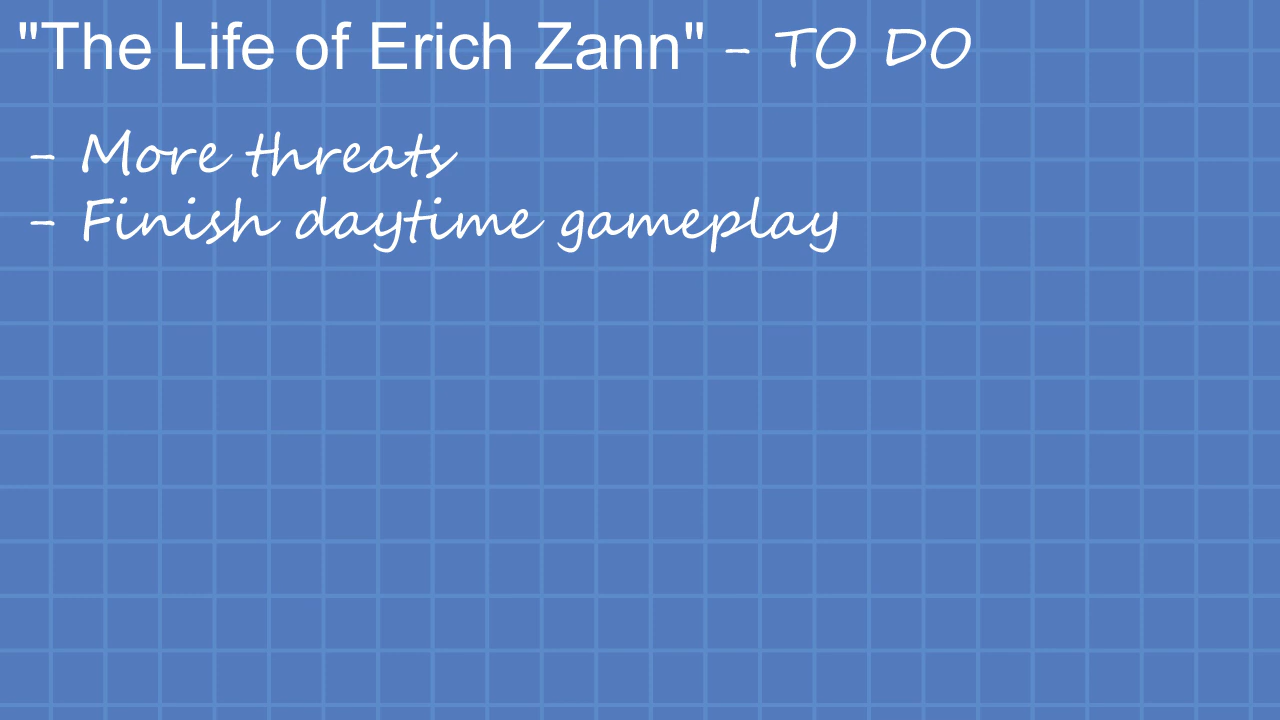 "The Life of Erich Zann" - TO DO
- More threats
- Finish daytime gameplay